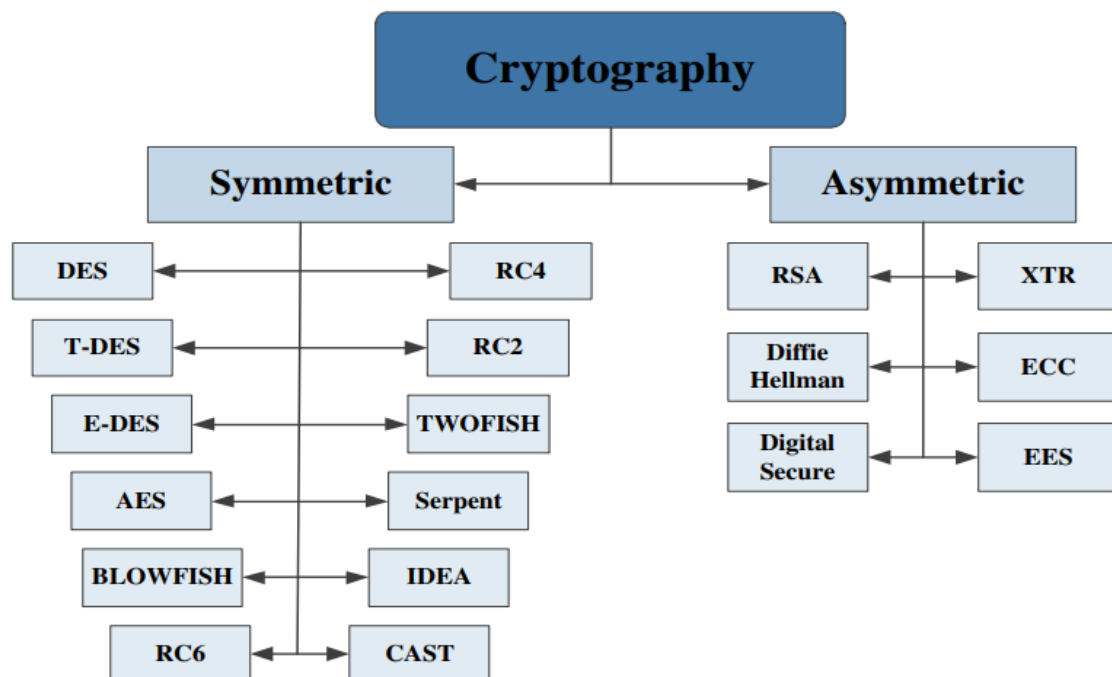 Cryptography
Symmetric
Asymmetric
DES
RC4
T-DES
RC2
E-DES
TWOFISH
AES
Serpent
BLOWFISH
IDEA
RC6
CAST
RSA
XTR
Diffie
Hellman
ECC
Digital
Secure
EES